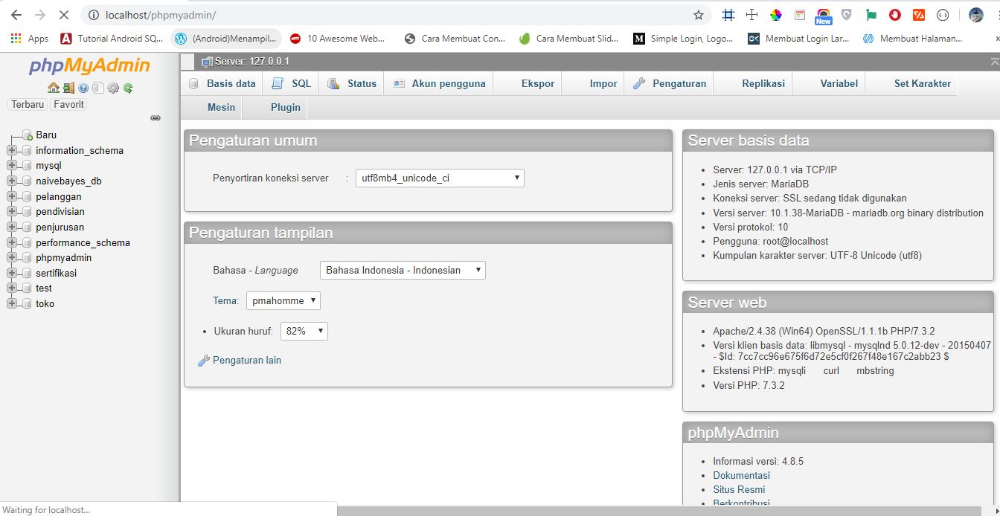 localhost/phpmyadmin/
New
Apps
Tutorial Android SQ...
(Android)Menampil...
10 Awesome Web...
Cara Membuat Con...
Cara Membuat Slid...
Simple Login, Logo...
Membuat Login Lar...
Membuat Halaman...
phpMyAdmin
Terbaru Favorit
Baru
information_schema
mysql
naivebayes_db
pelanggan
pendivisian
penjurusan
performance_schema
phpmyadmin
sertifikasi
test
toko
Server: 127.0.0.1
Basis data SQL Status Akun pengguna Ekspor Impor Pengaturan Replikasi Variabel Set Karakter
Mesin Plugin
Pengaturan umum
Penyortiran koneksi server : utf8mb4_unicode_ci
Pengaturan tampilan
Bahasa - Language Bahasa Indonesia - Indonesian
Tema: pmahomme
• Ukuran huruf: 82%
Pengaturan lain
Server basis data
• Server: 127.0.0.1 via TCP/IP
• Jenis server: MariaDB
• Koneksi server: SSL sedang tidak digunakan
• Versi server: 10.1.38-MariaDB - mariadb.org binary distribution
• Versi protokol: 10
• Pengguna: root@localhost
• Kumpulan karakter server: UTF-8 Unicode (utf8)
Server web
• Apache/2.4.38 (Win64) OpenSSL/1.1.1b PHP/7.3.2
• Versi klien basis data: libmysql - mysqlnd 5.0.12-dev - 20150407
- $Id: 7cc7cc96e675f6d72e5cf0f267f48e167c2abb23 $
• Ekstensi PHP: mysqli curl mbstring
• Versi PHP: 7.3.2
phpMyAdmin
• Informasi versi: 4.8.5
• Dokumentasi
• Situs Resmi
• Berkontribusi
Waiting for localhost...